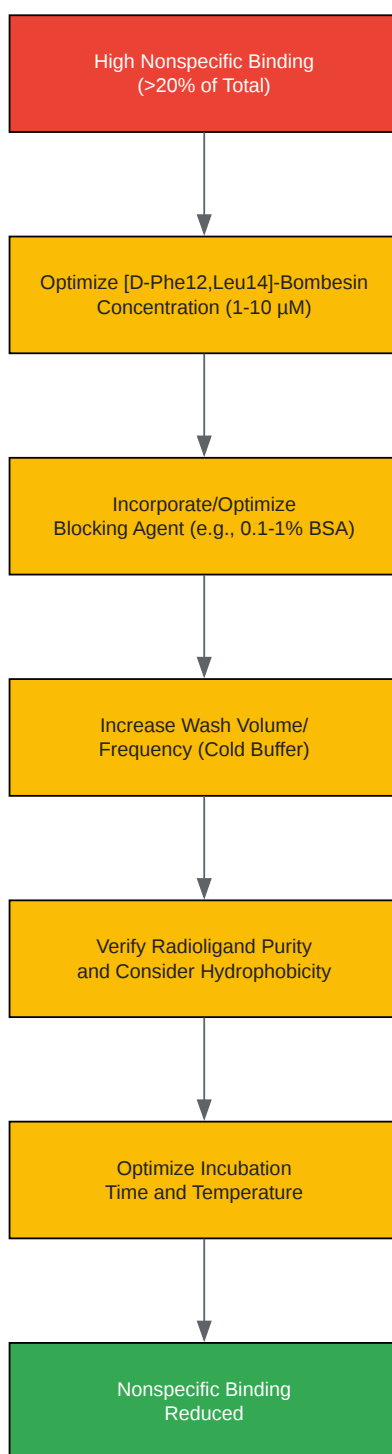 High Nonspecific Binding
(>20% of Total)
Optimize [D-Phe12,Leu14]-Bombesin
Concentration (1-10 µM)
Incorporate/Optimize
Blocking Agent (e.g., 0.1-1% BSA)
Increase Wash Volume/
Frequency (Cold Buffer)
Verify Radioligand Purity
and Consider Hydrophobicity
Optimize Incubation
Time and Temperature
Nonspecific Binding
Reduced